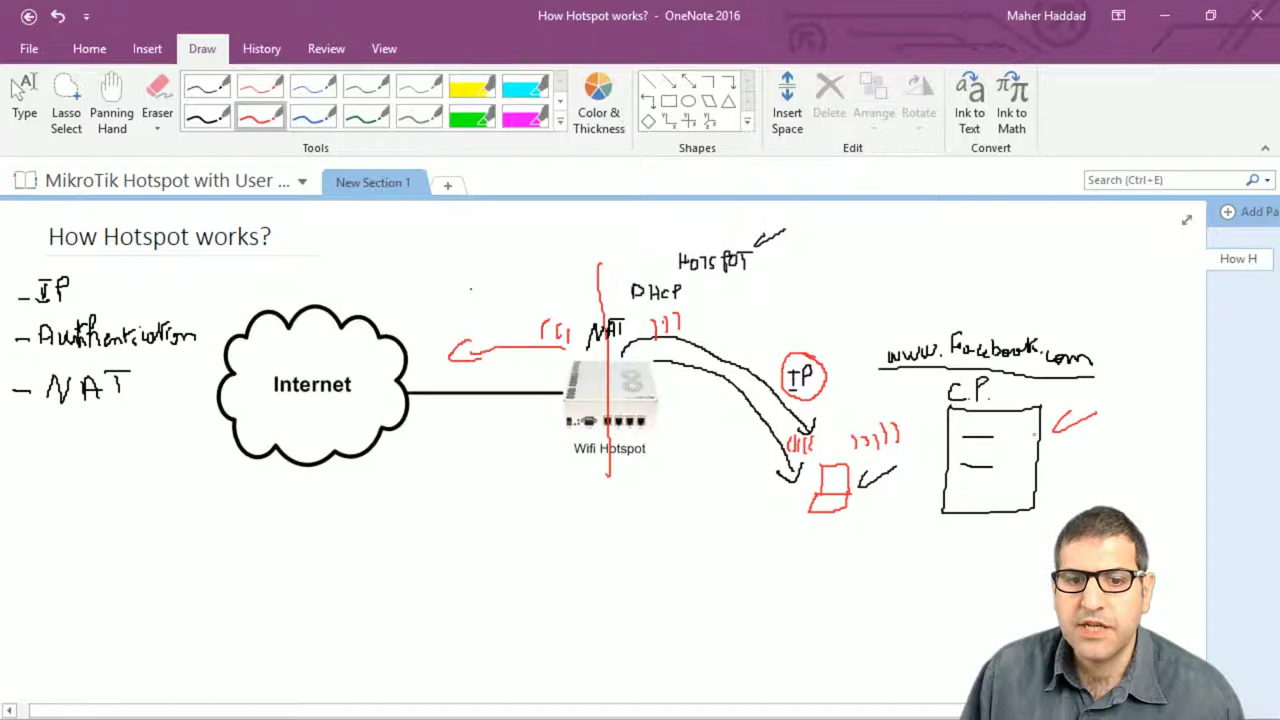 How Hotspot works? - OneNote 2016
Maher Haddad
File Home Insert Draw History Review View
Type
Lasso Select
Panning Hand
Eraser
Color & Thickness
Insert Space
Delete
Arrange
Rotate
Ink to Text
Ink to Math
Tools
Shapes
Edit
Convert
MikroTik Hotspot with User ...
New Section 1
Search (Ctrl+E)
Add Pa
How H
How Hotspot works?
HOTSPOT
- IP
DHCP
- Authentication
NAT
www.Facebook.com
- NAT
Internet
IP
C.P.
Wifi Hotspot